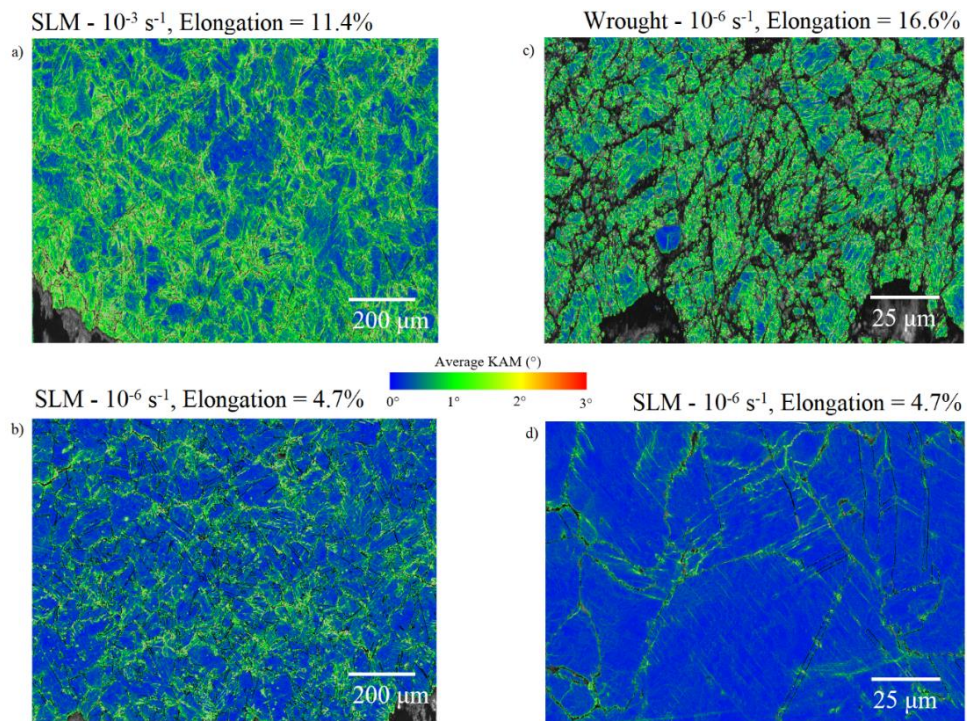 SLM - 10⁻³ s⁻¹, Elongation = 11.4%
a)
200 μm
Wrought - 10⁻⁶ s⁻¹, Elongation = 16.6%
c)
25 μm
Average KAM (°)
0° 1° 2° 3°
SLM - 10⁻⁶ s⁻¹, Elongation = 4.7%
b)
200 μm
SLM - 10⁻⁶ s⁻¹, Elongation = 4.7%
d)
25 μm